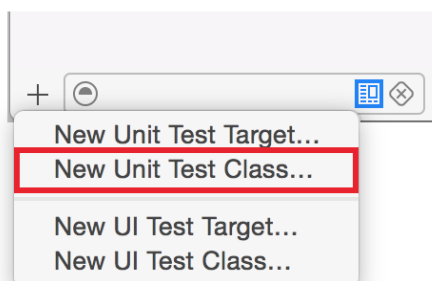 New Unit Test Target...
New Unit Test Class...
New UI Test Target...
New UI Test Class...